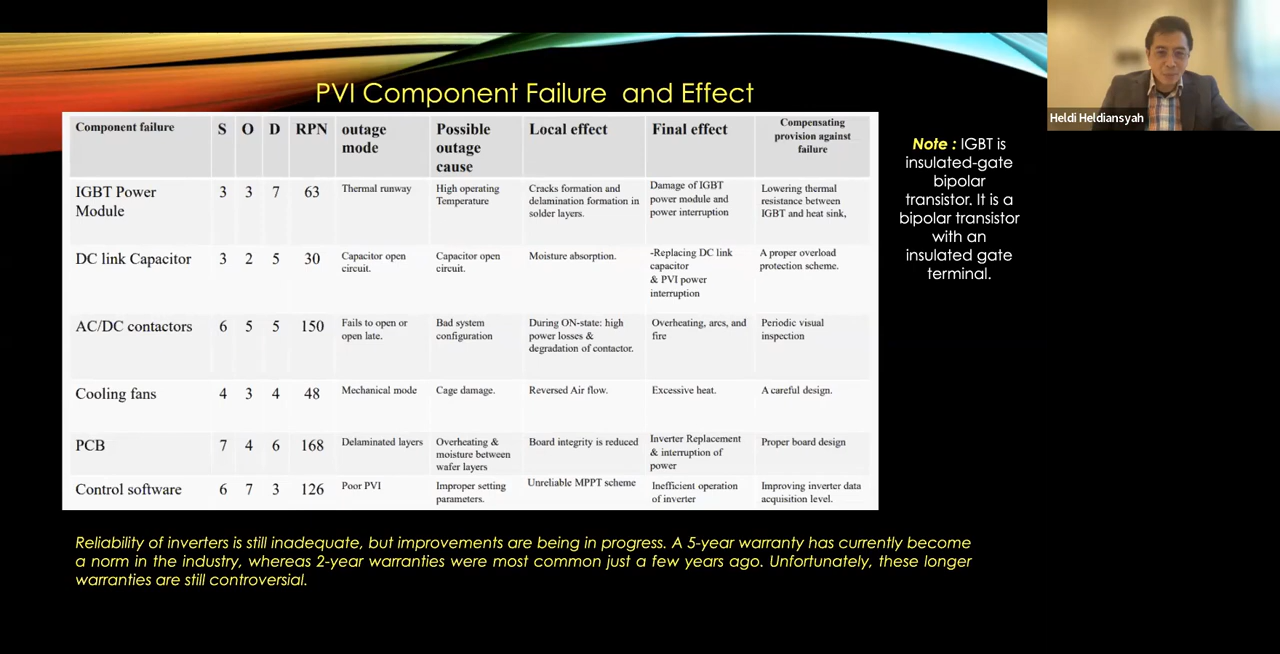 PVI Component Failure and Effect
Heldi Heldiansyah
Component failure S O D RPN outage mode Possible outage cause Local effect Final effect Compensating provision against failure
IGBT Power Module 3 3 7 63 Thermal runway High operating Temperature Cracks formation and delamination formation in solder layers. Damage of IGBT power module and power interruption Lowering thermal resistance between IGBT and heat sink,
DC link Capacitor 3 2 5 30 Capacitor open circuit. Capacitor open circuit. Moisture absorption. -Replacing DC link capacitor & PVI power interruption A proper overload protection scheme.
AC/DC contactors 6 5 5 150 Fails to open or open late. Bad system configuration During ON-state: high power losses & degradation of contactor. Overheating, arcs, and fire Periodic visual inspection
Cooling fans 4 3 4 48 Mechanical mode Cage damage. Reversed Air flow. Excessive heat. A careful design.
PCB 7 4 6 168 Delaminated layers Overheating & moisture between wafer layers Board integrity is reduced Inverter Replacement & interruption of power Proper board design
Control software 6 7 3 126 Poor PVI Improper setting parameters. Unreliable MPPT scheme Inefficient operation of inverter Improving inverter data acquisition level.
Note : IGBT is
insulated-gate
bipolar
transistor. It is a
bipolar transistor
with an
insulated gate
terminal.
Reliability of inverters is still inadequate, but improvements are being in progress. A 5-year warranty has currently become
a norm in the industry, whereas 2-year warranties were most common just a few years ago. Unfortunately, these longer
warranties are still controversial.